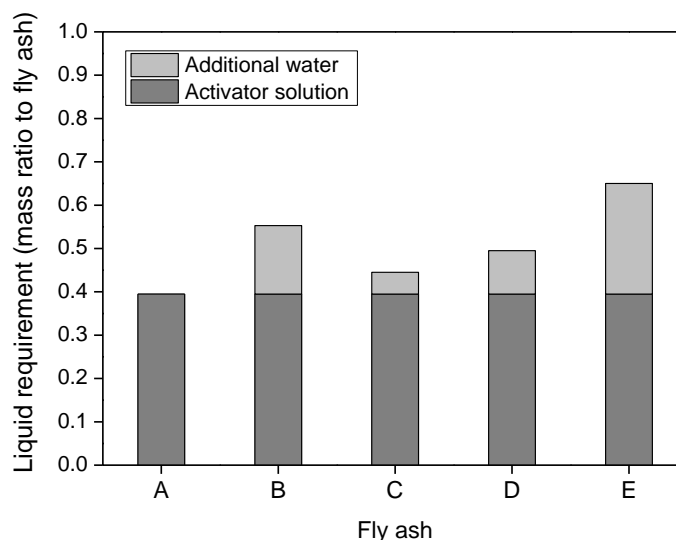 Liquid requirement (mass ratio to fly ash)
1.0
0.9
0.8
0.7
0.6
0.5
0.4
0.3
0.2
0.1
0.0
Additional water
Activator solution
A B C D E
Fly ash